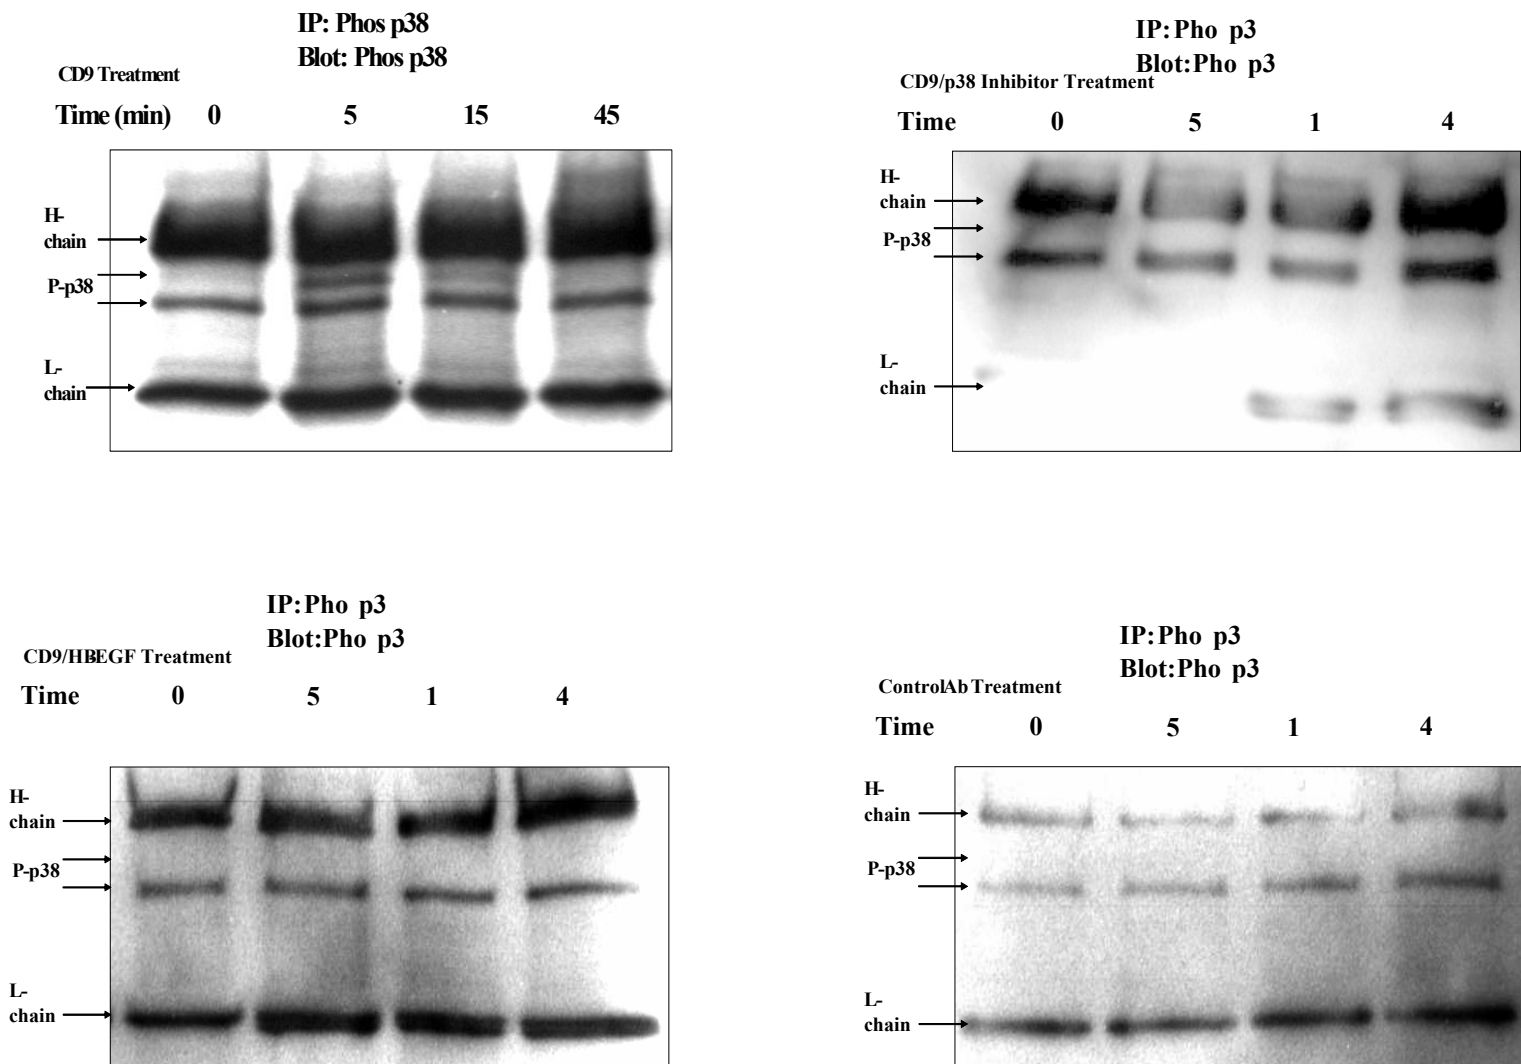 IP: Phos p38
Blot: Phos p38
CD9 Treatment
Time (min) 0 5 15 45
H-
chain
P-p38
L-
chain
IP: Pho p3
Blot: Pho p3
CD9/p38 Inhibitor Treatment
Time 0 5 1 4
H-
chain
P-p38
L-
chain
IP: Pho p3
Blot: Pho p3
CD9/HBEGF Treatment
Time 0 5 1 4
H-
chain
P-p38
L-
chain
IP: Pho p3
Blot: Pho p3
ControlAb Treatment
Time 0 5 1 4
H-
chain
P-p38
L-
chain